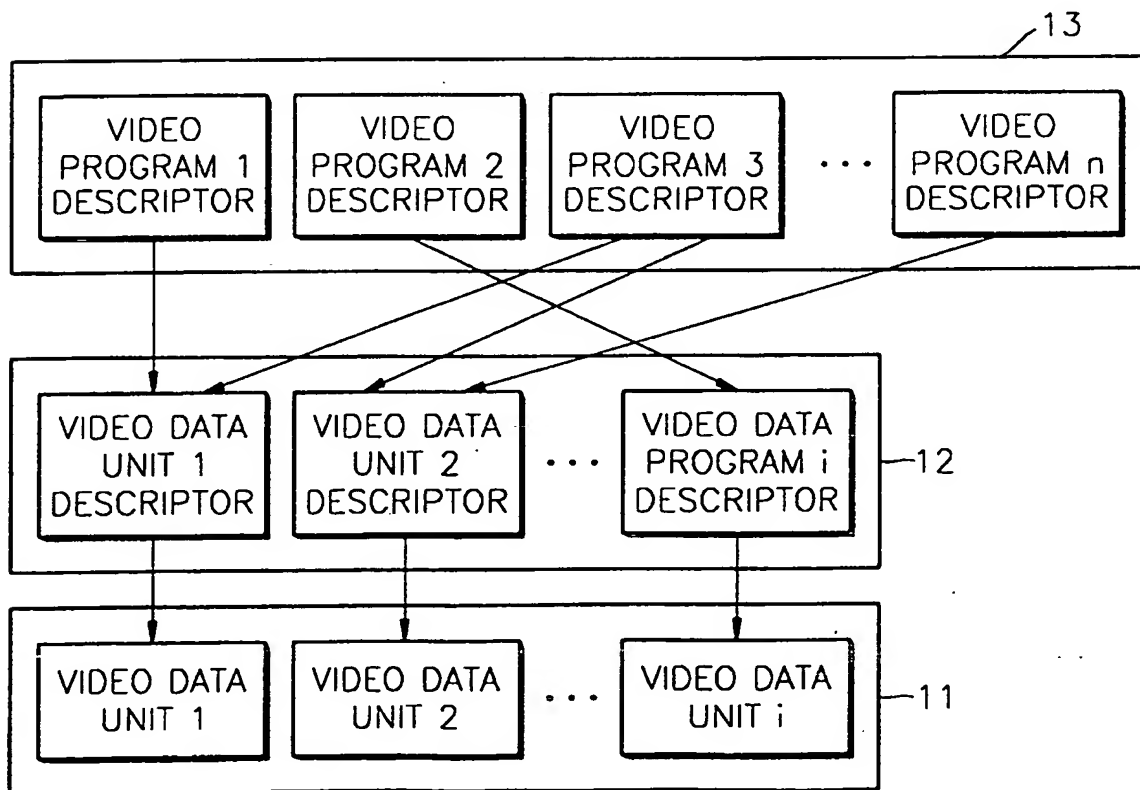 13
VIDEO
PROGRAM 1
DESCRIPTOR
VIDEO
PROGRAM 2
DESCRIPTOR
VIDEO
PROGRAM 3
DESCRIPTOR
...
VIDEO
PROGRAM n
DESCRIPTOR
VIDEO DATA
UNIT 1
DESCRIPTOR
VIDEO DATA
UNIT 2
DESCRIPTOR
...
VIDEO DATA
PROGRAM i
DESCRIPTOR
12
VIDEO DATA
UNIT 1
VIDEO DATA
UNIT 2
...
VIDEO DATA
UNIT i
11